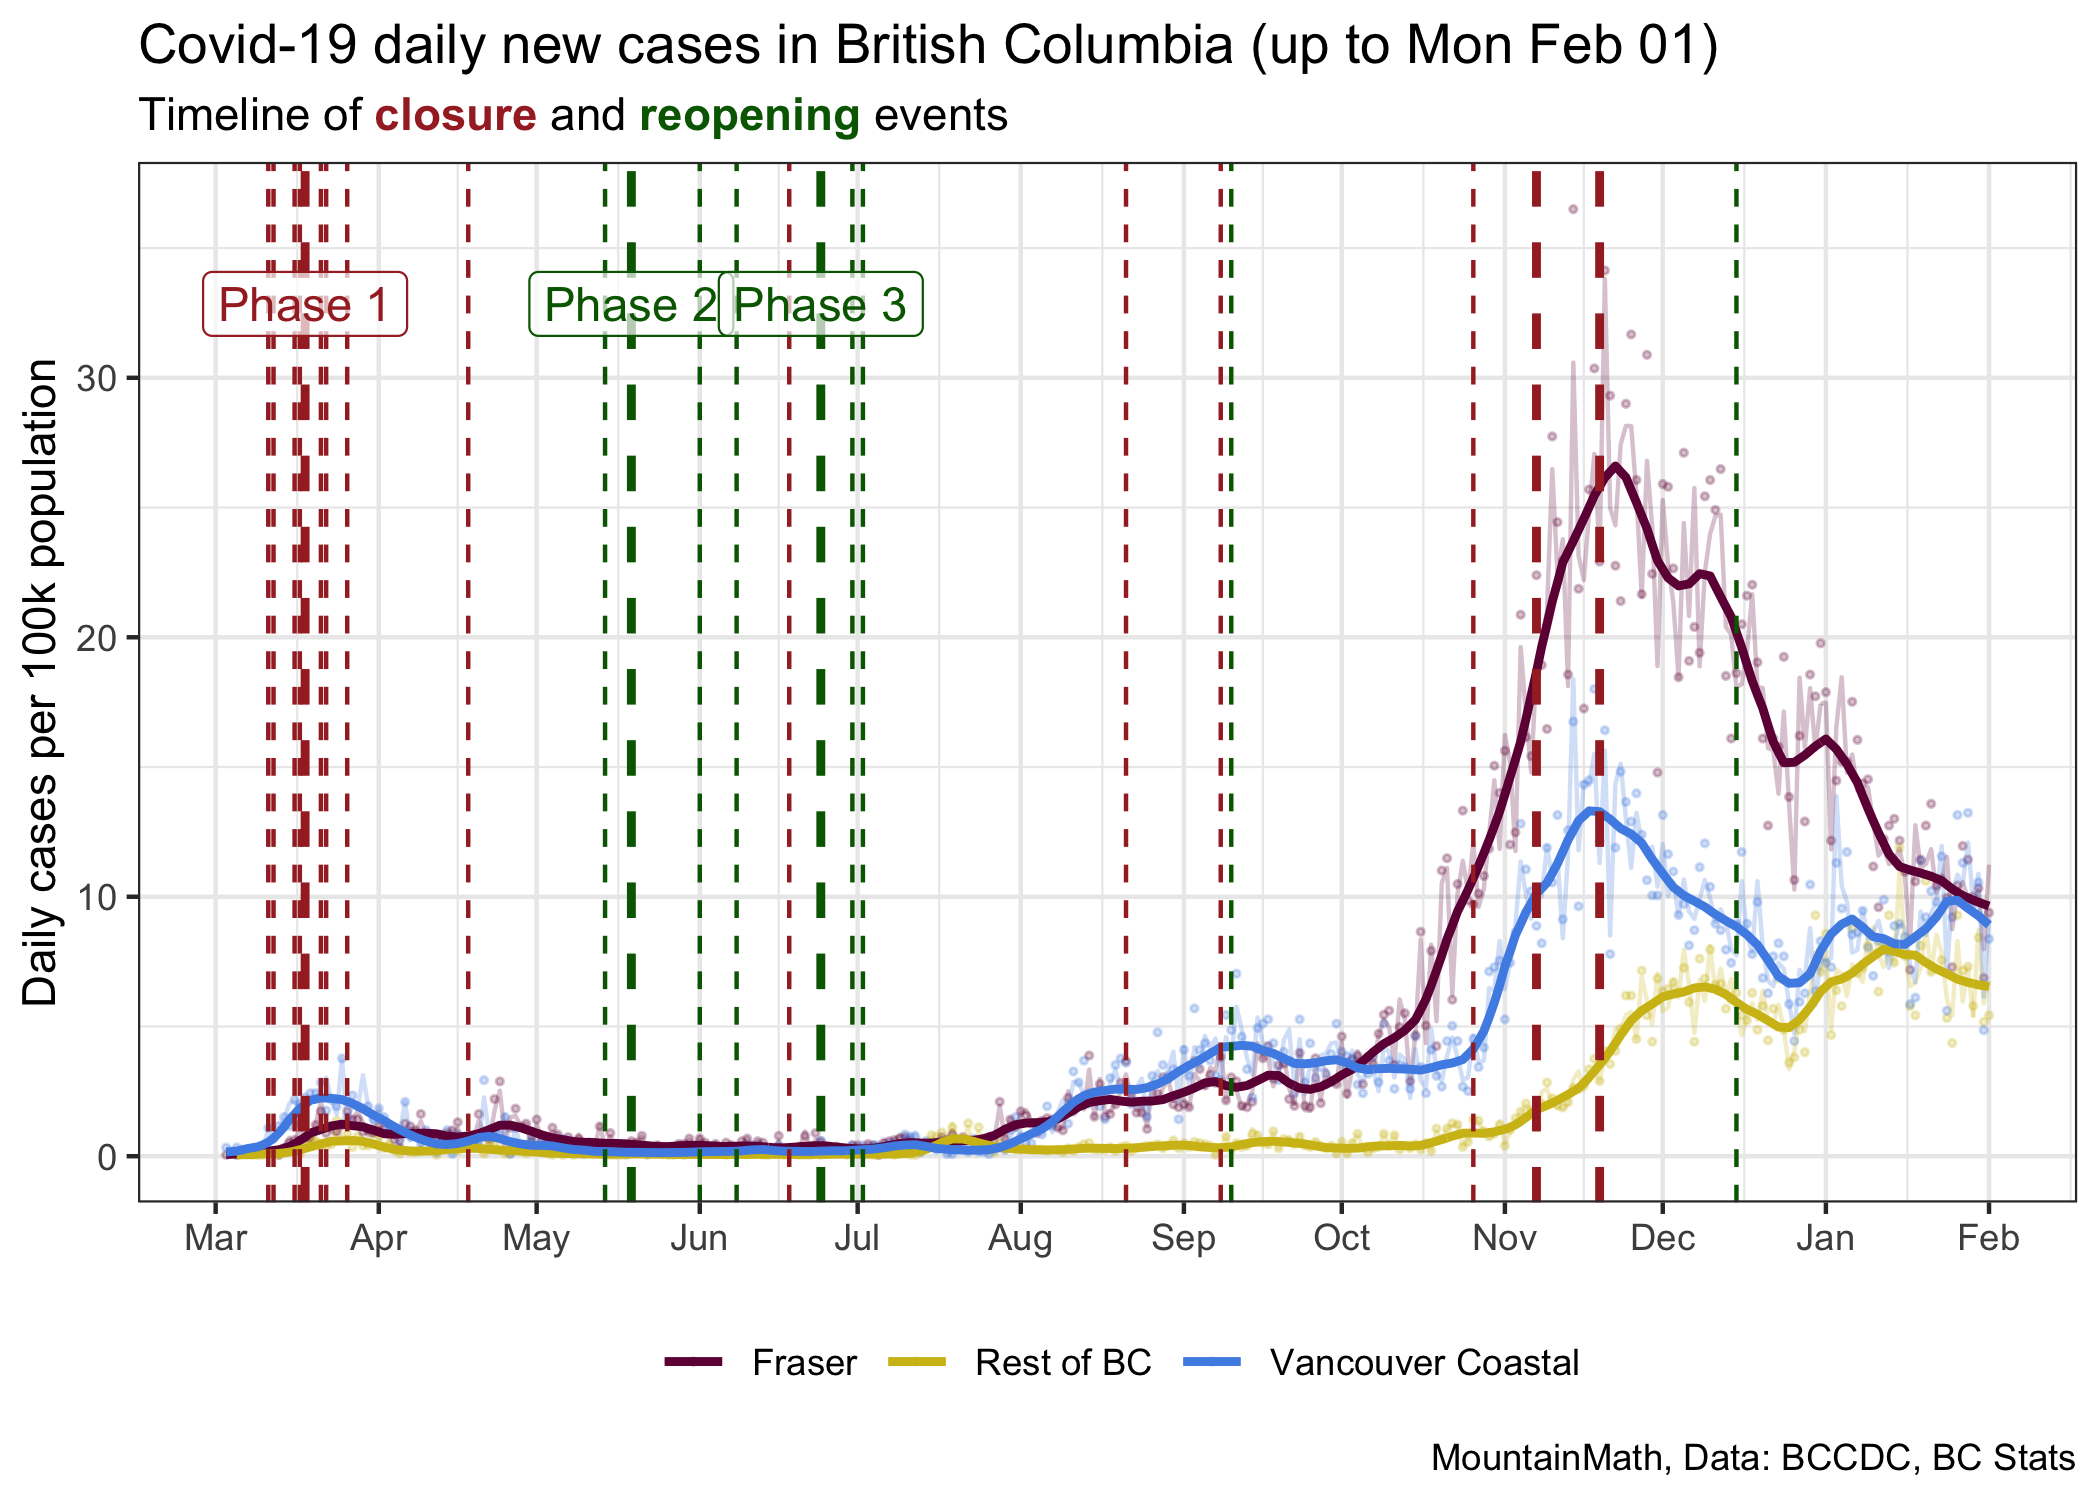 Covid-19 daily new cases in British Columbia (up to Mon Feb 01)
Timeline of closure and reopening events
Daily cases per 100k population
30
20
10
0
Phase 1
Phase 2
Phase 3
Mar Apr May Jun Jul Aug Sep Oct Nov Dec Jan Feb
Fraser Rest of BC Vancouver Coastal
MountainMath, Data: BCCDC, BC Stats